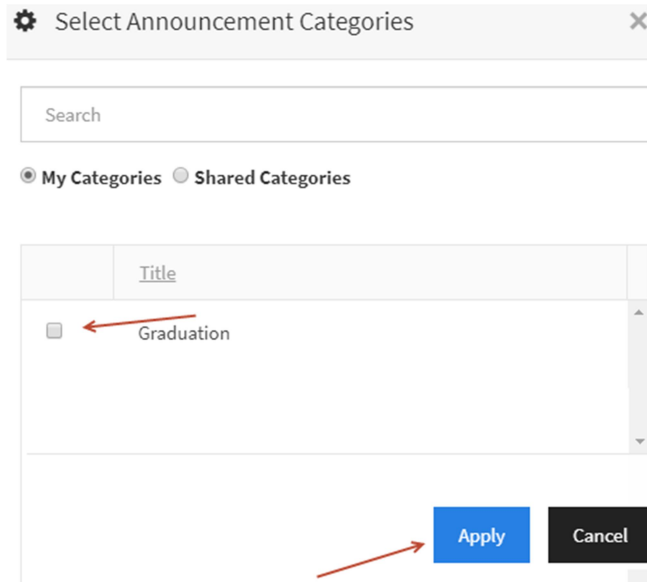 Select Announcement Categories
Search
My Categories Shared Categories
Title
Graduation
Apply Cancel